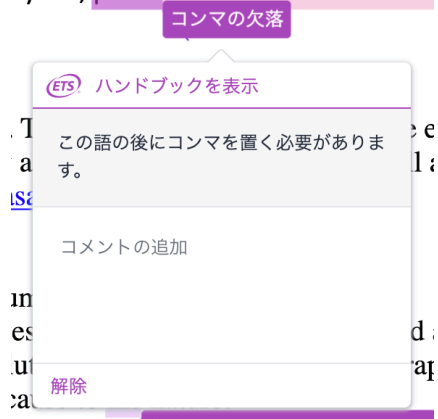 コンマの欠落
ETS ハンドブックを表示
この語の後にコンマを置く必要がありま
す。
コメントの追加
解除